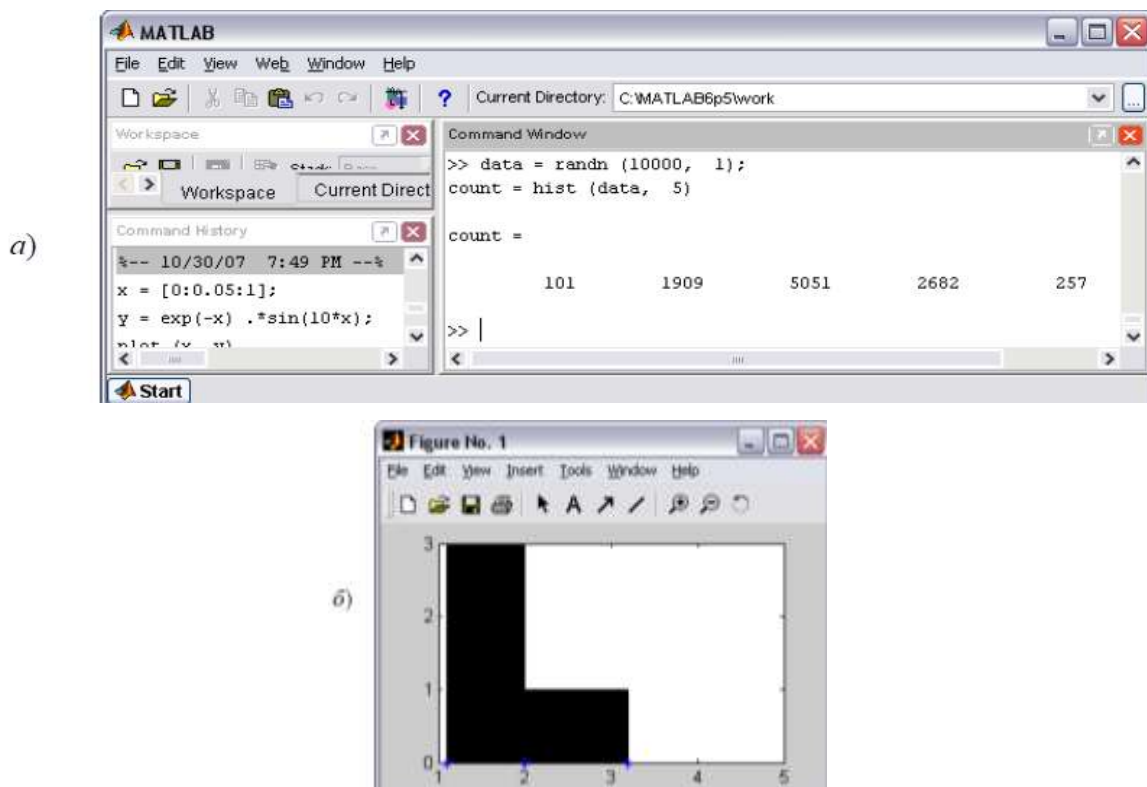 MATLAB
File Edit View Web Window Help
? Current Directory: C:\MATLAB6p5\work
Workspace
Workspace Current Direct
Command History
%-- 10/30/07 7:49 PM --%
x = [0:0.05:1];
y = exp(-x) .*sin(10*x);
Command Window
>> data = randn (10000, 1);
count = hist (data, 5)
count =
101 1909 5051 2682 257
>>
а)
Start
Figure No. 1
File Edit View Insert Tools Window Help
A
б)
3
2
1
0
1 2 3 4 5